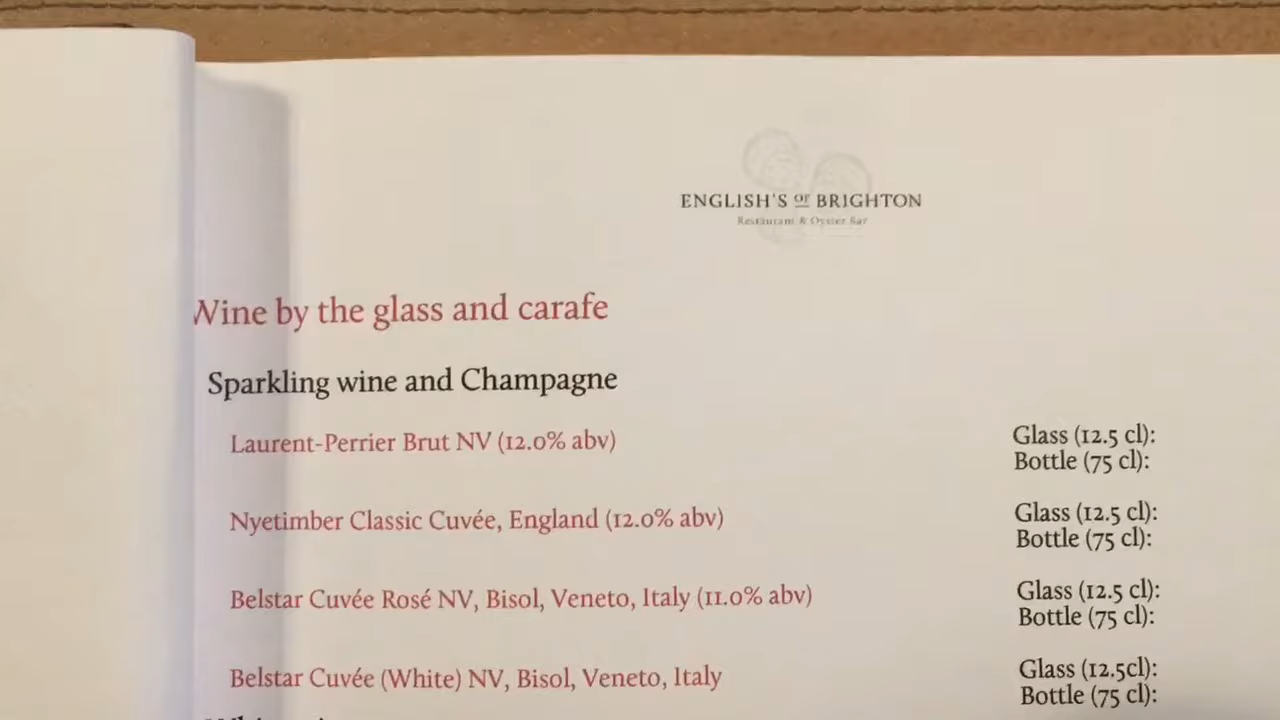 ENGLISH'S OF BRIGHTON
Restaurant & Oyster Bar
Wine by the glass and carafe
Sparkling wine and Champagne
Laurent-Perrier Brut NV (12.0% abv)
Glass (12.5 cl):
Bottle (75 cl):
Nyetimber Classic Cuvée, England (12.0% abv)
Glass (12.5 cl):
Bottle (75 cl):
Belstar Cuvée Rosé NV, Bisol, Veneto, Italy (11.0% abv)
Glass (12.5 cl):
Bottle (75 cl):
Belstar Cuvée (White) NV, Bisol, Veneto, Italy
Glass (12.5cl):
Bottle (75 cl):